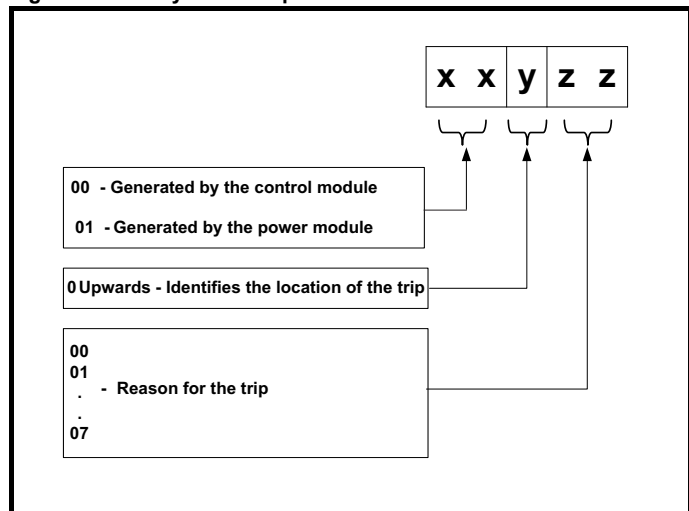 x x y z z
00 - Generated by the control module
01 - Generated by the power module
0 Upwards - Identifies the location of the trip
00
01
.
- Reason for the trip
.
07